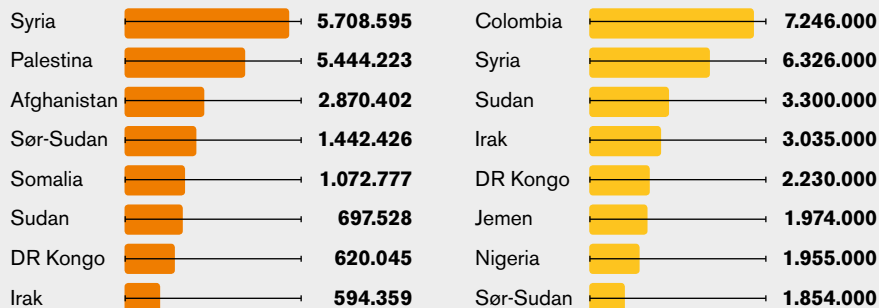 Syria 5.708.595
Palestina 5.444.223
Afghanistan 2.870.402
Sør-Sudan 1.442.426
Somalia 1.072.777
Sudan 697.528
DR Kongo 620.045
Irak 594.359
Colombia 7.246.000
Syria 6.326.000
Sudan 3.300.000
Irak 3.035.000
DR Kongo 2.230.000
Jemen 1.974.000
Nigeria 1.955.000
Sør-Sudan 1.854.000